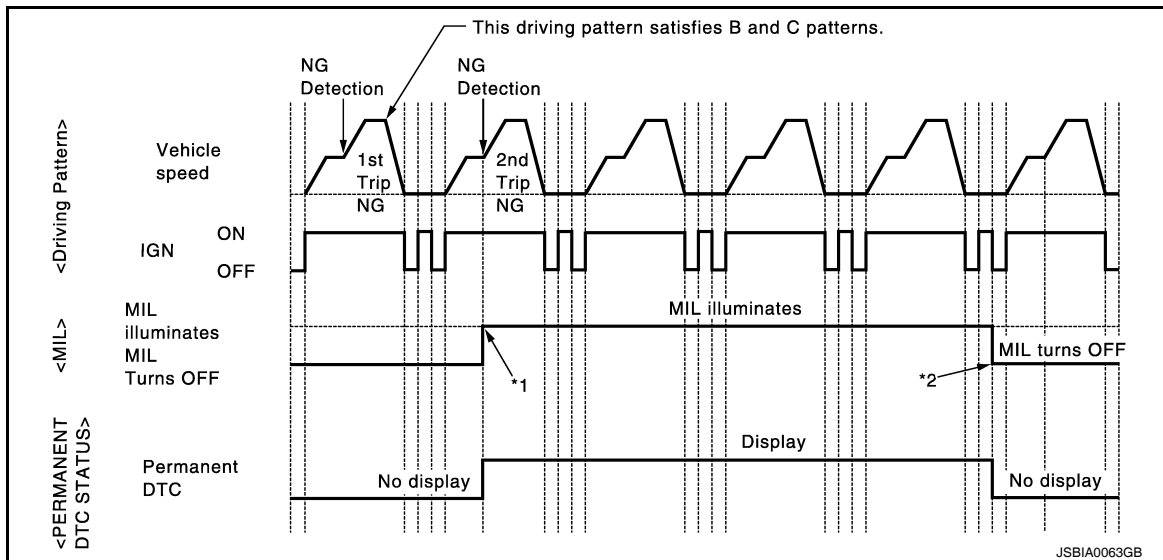 This driving pattern satisfies B and C patterns.
NG
Detection
NG
Detection
<Driving Pattern>
Vehicle
speed
1st
Trip
NG
2nd
Trip
NG
IGN
ON
OFF
<MIL>
MIL
illuminates
MIL
Turns OFF
MIL illuminates
*1
*2
MIL turns OFF
<PERMANENT
DTC STATUS>
Permanent
DTC
No display
Display
No display
JSBIA0063GB